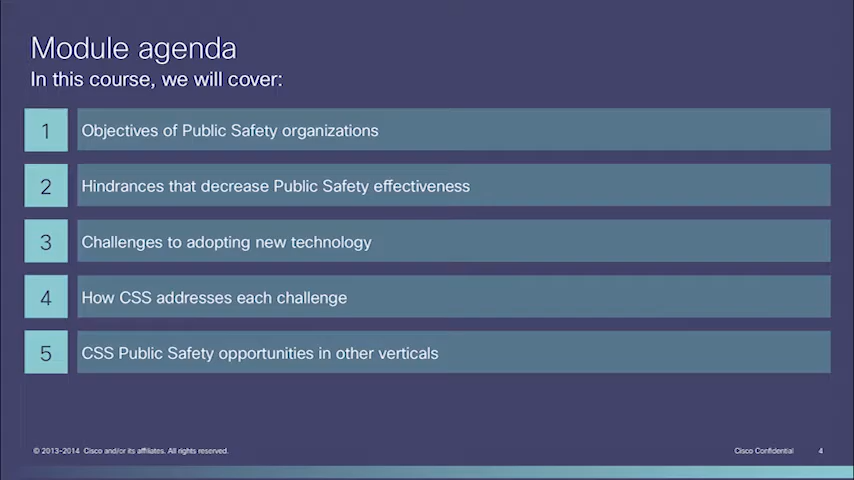 Module agenda
In this course, we will cover:
1 Objectives of Public Safety organizations
2 Hindrances that decrease Public Safety effectiveness
3 Challenges to adopting new technology
4 How CSS addresses each challenge
5 CSS Public Safety opportunities in other verticals
© 2013-2014 Cisco and/or its affiliates. All rights reserved. Cisco Confidential 4